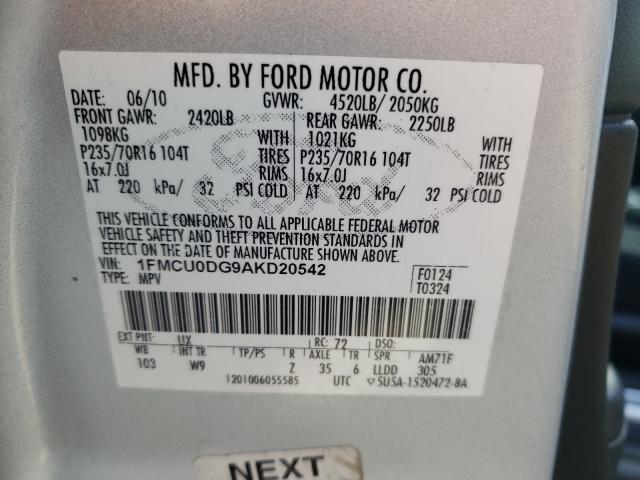 MFD. BY FORD MOTOR CO.
DATE: 06/10 GVWR: 4520LB/ 2050KG
FRONT GAWR: 2420LB REAR GAWR: 2250LB
1098KG WITH 1021KG WITH
P235/70R16 104T TIRES P235/70R16 104T TIRES
16x7.0J RIMS 16x7.0J RIMS
AT 220 kPa/ 32 PSI COLD AT 220 kPa/ 32 PSI COLD
THIS VEHICLE CONFORMS TO ALL APPLICABLE FEDERAL MOTOR
VEHICLE SAFETY AND THEFT PREVENTION STANDARDS IN
EFFECT ON THE DATE OF MANUFACTURE SHOWN ABOVE.
VIN: 1FMCU0DG9AKD20542 F0124
TYPE: MPV T0324
EXT PNT: UX RC: 72 DSO:
WB INT TR TP/PS R AXLE TR SPR AM71F
103 W9 Z 35 6 LLDD 305
1201006055585 UTC ▽5U5A-1520472-BA
NEXT